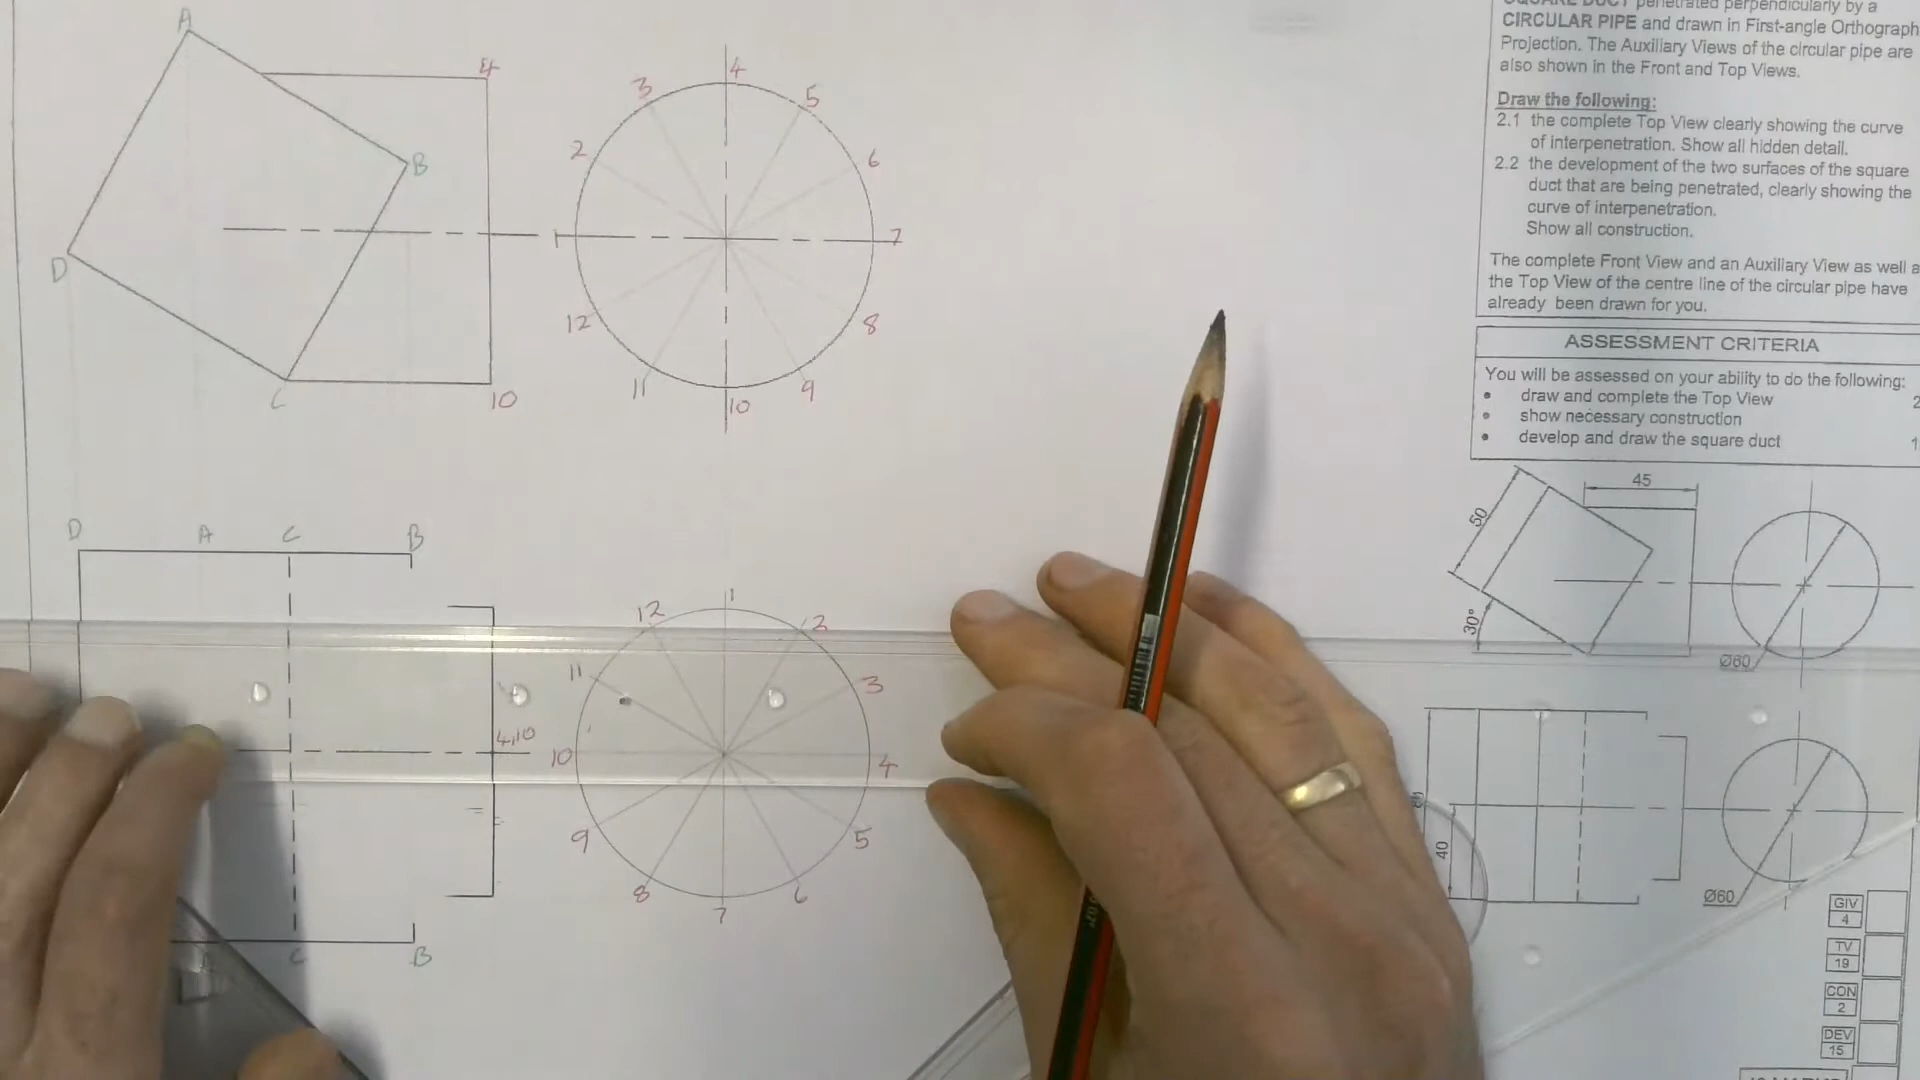 A
B
C
D
4
10
1
2
3
4
5
6
7
8
9
10
11
12
D A C B
C B
4,10
1
2
3
4
5
6
7
8
9
10
11
12
SQUARE DUCT penetrated perpendicularly by a
CIRCULAR PIPE and drawn in First-angle Orthograph
Projection. The Auxiliary Views of the circular pipe are
also shown in the Front and Top Views.
Draw the following:
2.1 the complete Top View clearly showing the curve
of interpenetration. Show all hidden detail.
2.2 the development of the two surfaces of the square
duct that are being penetrated, clearly showing the
curve of interpenetration.
Show all construction.
The complete Front View and an Auxiliary View as well a
the Top View of the centre line of the circular pipe have
already been drawn for you.
ASSESSMENT CRITERIA
You will be assessed on your ability to do the following:
• draw and complete the Top View 2
• show necessary construction
• develop and draw the square duct 1
45
50
30°
Ø60
40
Ø60
GIV
4
TV
19
CON
2
DEV
15